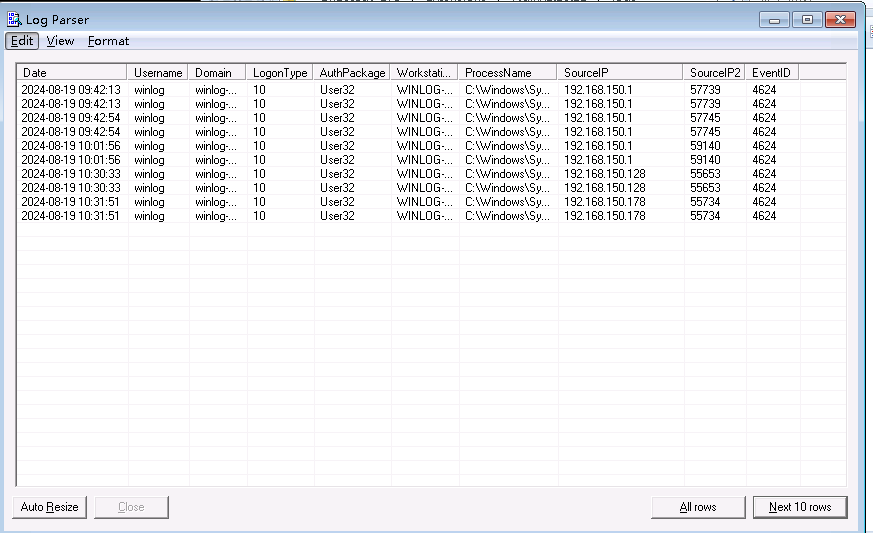 Log Parser
Edit View Format
Date Username Domain LogonType AuthPackage Workstati... ProcessName SourceIP SourceIP2 EventID
2024-08-19 09:42:13 winlog winlog-... 10 User32 WINLOG-... C:\Windows\Sy... 192.168.150.1 57739 4624
2024-08-19 09:42:13 winlog winlog-... 10 User32 WINLOG-... C:\Windows\Sy... 192.168.150.1 57739 4624
2024-08-19 09:42:54 winlog winlog-... 10 User32 WINLOG-... C:\Windows\Sy... 192.168.150.1 57745 4624
2024-08-19 09:42:54 winlog winlog-... 10 User32 WINLOG-... C:\Windows\Sy... 192.168.150.1 57745 4624
2024-08-19 10:01:56 winlog winlog-... 10 User32 WINLOG-... C:\Windows\Sy... 192.168.150.1 59140 4624
2024-08-19 10:01:56 winlog winlog-... 10 User32 WINLOG-... C:\Windows\Sy... 192.168.150.1 59140 4624
2024-08-19 10:30:33 winlog winlog-... 10 User32 WINLOG-... C:\Windows\Sy... 192.168.150.128 55653 4624
2024-08-19 10:30:33 winlog winlog-... 10 User32 WINLOG-... C:\Windows\Sy... 192.168.150.128 55653 4624
2024-08-19 10:31:51 winlog winlog-... 10 User32 WINLOG-... C:\Windows\Sy... 192.168.150.178 55734 4624
2024-08-19 10:31:51 winlog winlog-... 10 User32 WINLOG-... C:\Windows\Sy... 192.168.150.178 55734 4624
Auto Resize Close All rows Next 10 rows